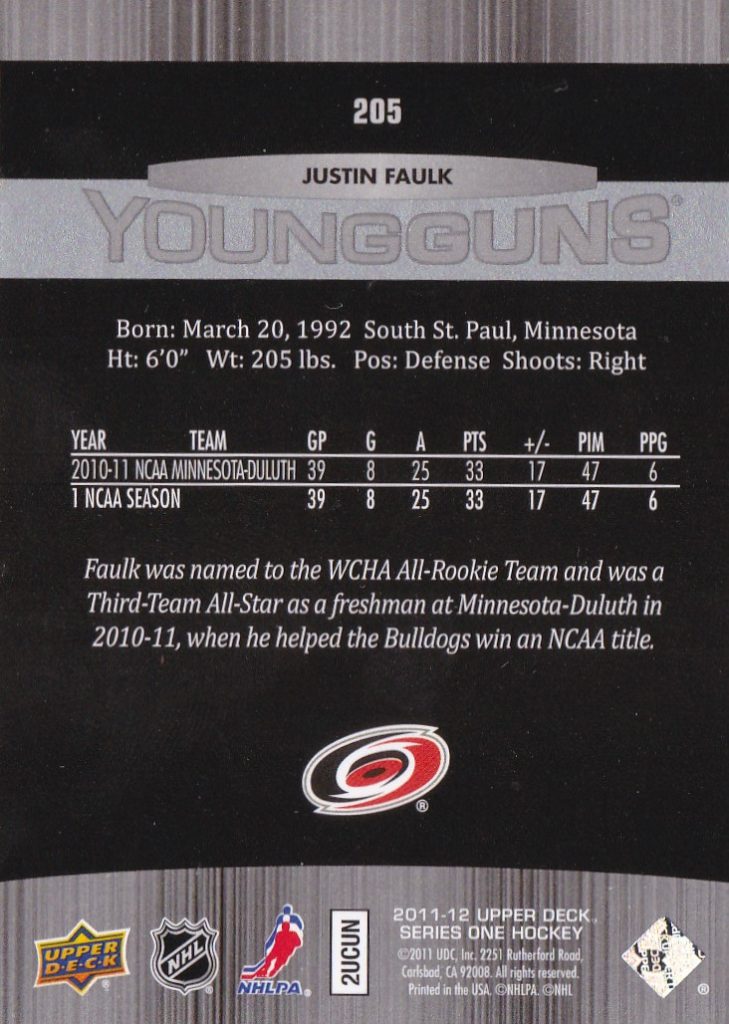 205
JUSTIN FAULK
YOUNGGUNS®
Born: March 20, 1992 South St. Paul, Minnesota
Ht: 6'0" Wt: 205 lbs. Pos: Defense Shoots: Right
YEAR TEAM GP G A PTS +/- PIM PPG
2010-11 NCAA MINNESOTA-DULUTH 39 8 25 33 17 47 6
1 NCAA SEASON 39 8 25 33 17 47 6
Faulk was named to the WCHA All-Rookie Team and was a
Third-Team All-Star as a freshman at Minnesota-Duluth in
2010-11, when he helped the Bulldogs win an NCAA title.
®
UPPER
D·E·C·K
®
NHL
®
NHLPA®
2UCUN
2011-12 UPPER DECK™
SERIES ONE HOCKEY
©2011 UDC, Inc. 2251 Rutherford Road,
Carlsbad, CA 92008. All rights reserved.
Printed in the USA. ©NHLPA. ©NHL
®